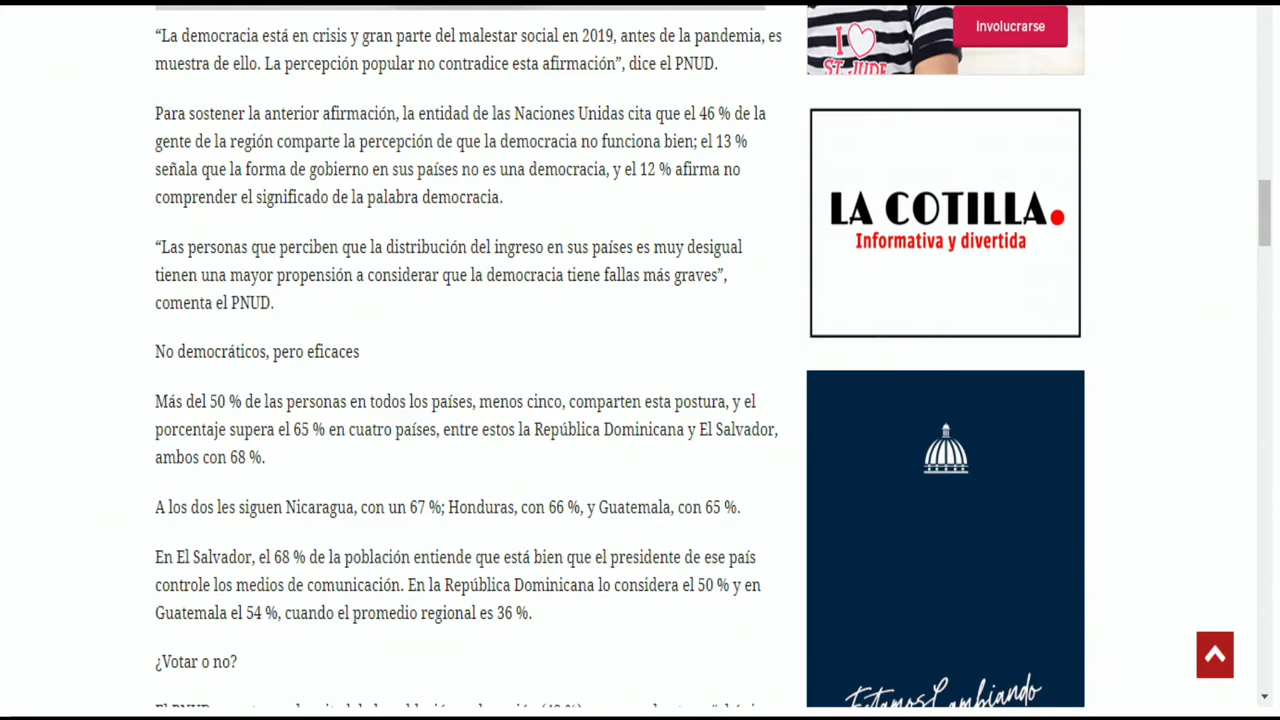 “La democracia está en crisis y gran parte del malestar social en 2019, antes de la pandemia, es
muestra de ello. La percepción popular no contradice esta afirmación”, dice el PNUD.
Para sostener la anterior afirmación, la entidad de las Naciones Unidas cita que el 46 % de la
gente de la región comparte la percepción de que la democracia no funciona bien; el 13 %
señala que la forma de gobierno en sus países no es una democracia, y el 12 % afirma no
comprender el significado de la palabra democracia.
“Las personas que perciben que la distribución del ingreso en sus países es muy desigual
tienen una mayor propensión a considerar que la democracia tiene fallas más graves”,
comenta el PNUD.
No democráticos, pero eficaces
Más del 50 % de las personas en todos los países, menos cinco, comparten esta postura, y el
porcentaje supera el 65 % en cuatro países, entre estos la República Dominicana y El Salvador,
ambos con 68 %.
A los dos les siguen Nicaragua, con un 67 %; Honduras, con 66 %, y Guatemala, con 65 %.
En El Salvador, el 68 % de la población entiende que está bien que el presidente de ese país
controle los medios de comunicación. En la República Dominicana lo considera el 50 % y en
Guatemala el 54 %, cuando el promedio regional es 36 %.
¿Votar o no?
Involucrarse
I
ST. JUDE
LA COTILLA.
Informativa y divertida
Estamos Cambiando